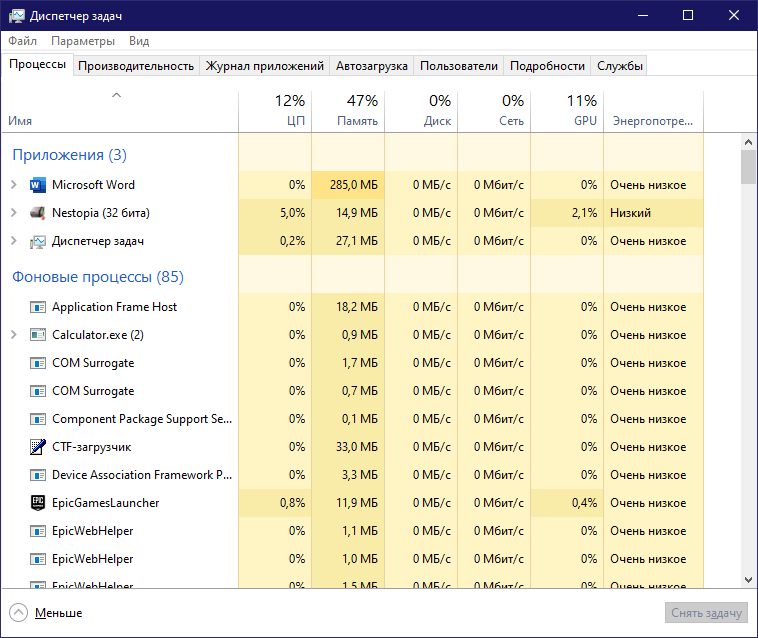 Диспетчер задач
Файл Параметры Вид
Процессы Производительность Журнал приложений Автозагрузка Пользователи Подробности Службы
12% 47% 0% 0% 11%
Имя ЦП Память Диск Сеть GPU Энергопотре...
Приложения (3)
Microsoft Word 0% 285,0 МБ 0 МБ/с 0 Мбит/с 0% Очень низкое
Nestopia (32 бита) 5,0% 14,9 МБ 0 МБ/с 0 Мбит/с 2,1% Низкий
Диспетчер задач 0,2% 27,1 МБ 0 МБ/с 0 Мбит/с 0% Очень низкое
Фоновые процессы (85)
Application Frame Host 0% 18,2 МБ 0 МБ/с 0 Мбит/с 0% Очень низкое
Calculator.exe (2) 0% 0,9 МБ 0 МБ/с 0 Мбит/с 0% Очень низкое
COM Surrogate 0% 1,7 МБ 0 МБ/с 0 Мбит/с 0% Очень низкое
COM Surrogate 0% 0,7 МБ 0 МБ/с 0 Мбит/с 0% Очень низкое
Component Package Support Se... 0% 0,1 МБ 0 МБ/с 0 Мбит/с 0% Очень низкое
CTF-загрузчик 0% 33,0 МБ 0 МБ/с 0 Мбит/с 0% Очень низкое
Device Association Framework P... 0% 3,3 МБ 0 МБ/с 0 Мбит/с 0% Очень низкое
EpicGamesLauncher 0,8% 11,9 МБ 0 МБ/с 0 Мбит/с 0,4% Очень низкое
EpicWebHelper 0% 1,1 МБ 0 МБ/с 0 Мбит/с 0% Очень низкое
EpicWebHelper 0% 1,0 МБ 0 МБ/с 0 Мбит/с 0% Очень низкое
EpicWebHelper 0% 1,5 МБ 0 МБ/с 0 Мбит/с 0% Очень низкое
Меньше Снять задачу